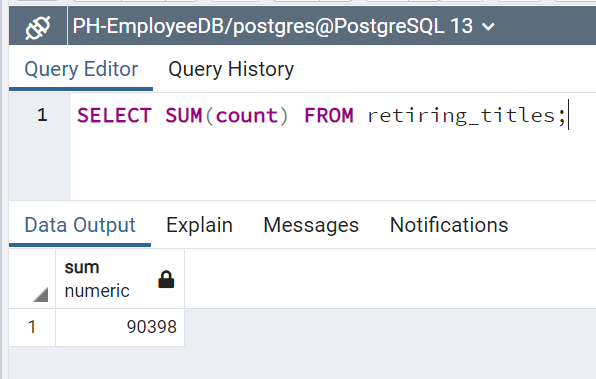 PH-EmployeeDB/postgres@PostgreSQL 13
Query Editor Query History
1 SELECT SUM(count) FROM retiring_titles;
Data Output Explain Messages Notifications
sum
numeric
1 90398